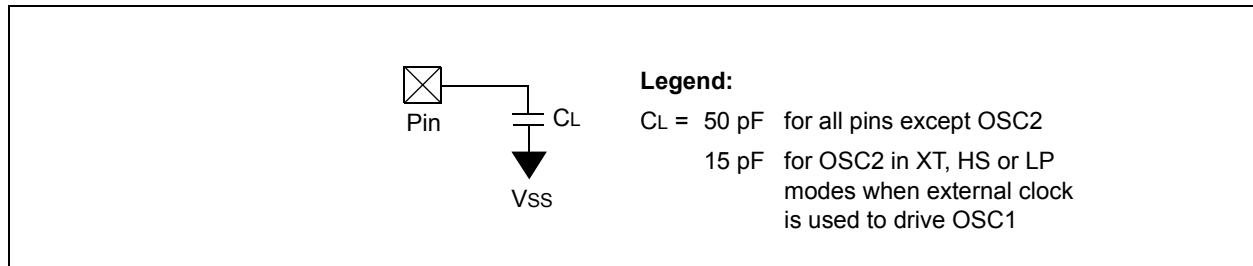 Legend:
Pin
CL
VSS
CL = 50 pF for all pins except OSC2
15 pF for OSC2 in XT, HS or LP
modes when external clock
is used to drive OSC1